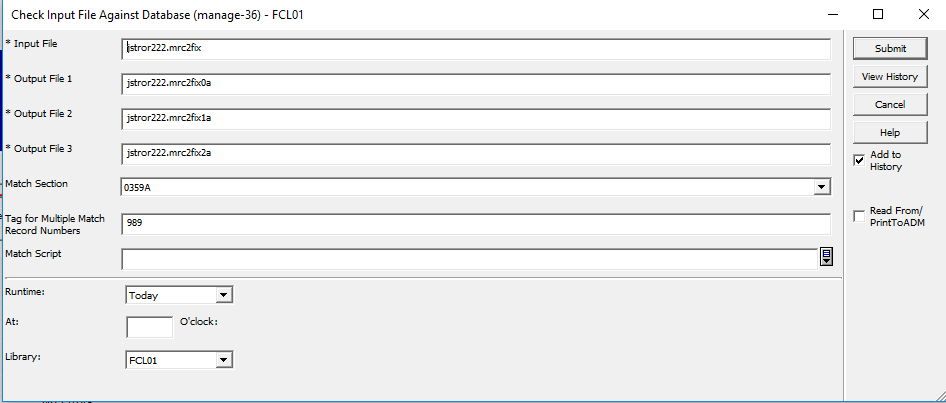 Check Input File Against Database (manage-36) - FCL01
* Input File
jstror222.mrc2fix
Submit
* Output File 1
jstror222.mrc2fix0a
View History
* Output File 2
jstror222.mrc2fix1a
Cancel
* Output File 3
jstror222.mrc2fix2a
Help
Add to
History
Match Section
0359A
Tag for Multiple Match
Record Numbers
989
Read From/
PrintToADM
Match Script
Runtime:
Today
At:
O'clock:
Library:
FCL01